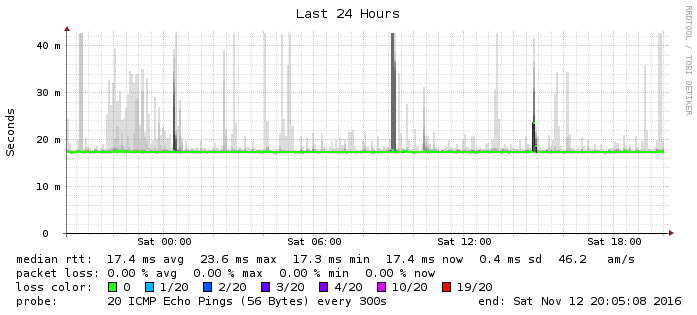 Last 24 Hours
RRDTOOL / TOBI OETIKER
Seconds
40 m
30 m
20 m
10 m
0
Sat 00:00 Sat 06:00 Sat 12:00 Sat 18:00
median rtt: 17.4 ms avg 23.6 ms max 17.3 ms min 17.4 ms now 0.4 ms sd 46.2 am/s
packet loss: 0.00 % avg 0.00 % max 0.00 % min 0.00 % now
loss color: 0 1/20 2/20 3/20 4/20 10/20 19/20
probe: 20 ICMP Echo Pings (56 Bytes) every 300s end: Sat Nov 12 20:05:08 2016